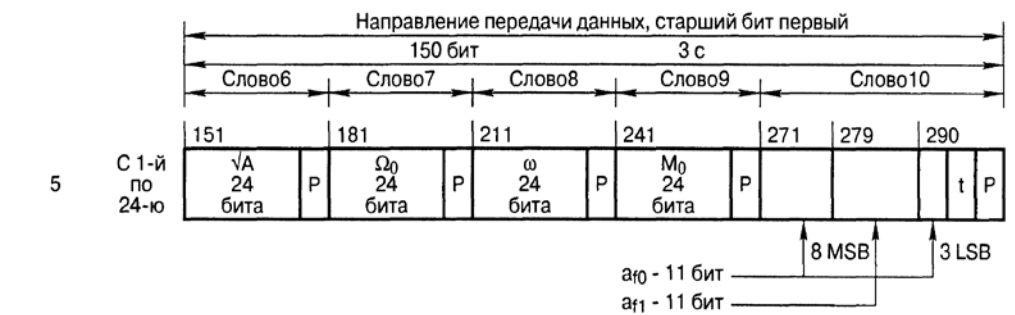 Направление передачи данных, старший бит первый
150 бит 3 с
Слово6 Слово7 Слово8 Слово9 Слово10
151 181 211 241 271 279 290
5 С 1-й по 24-ю
√A 24 бита P
Ω₀ 24 бита P
ω 24 бита P
M₀ 24 бита P
t P
8 MSB 3 LSB
a_f0 - 11 бит
a_f1 - 11 бит